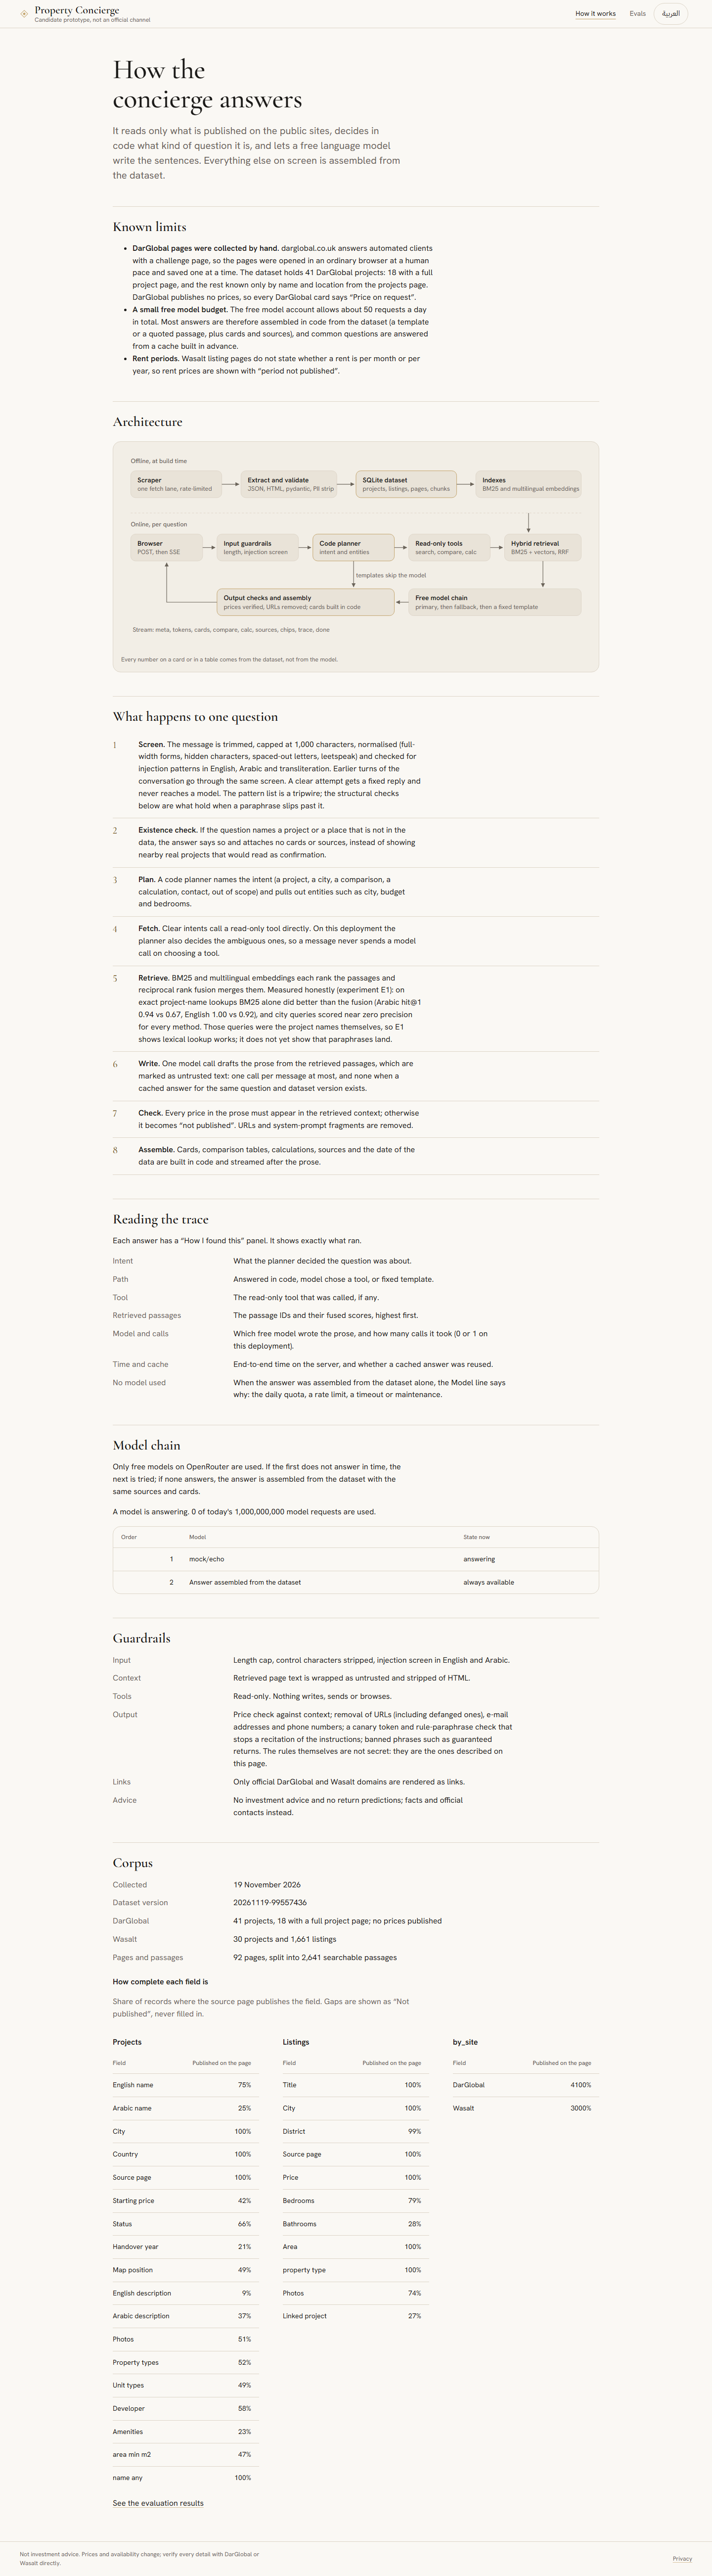 Property Concierge
Candidate prototype, not an official channel
How it works
Evals
العربية
How the
concierge answers
It reads only what is published on the public sites, decides in
code what kind of question it is, and lets a free language model
write the sentences. Everything else on screen is assembled from
the dataset.
Known limits
• DarGlobal pages were collected by hand. darglobal.co.uk answers automated clients
with a challenge page, so the pages were opened in an ordinary browser at a human
pace and saved one at a time. The dataset holds 41 DarGlobal projects: 18 with a full
project page, and the rest known only by name and location from the projects page.
DarGlobal publishes no prices, so every DarGlobal card says “Price on request”.
• A small free model budget. The free model account allows about 50 requests a day
in total. Most answers are therefore assembled in code from the dataset (a template
or a quoted passage, plus cards and sources), and common questions are answered
from a cache built in advance.
• Rent periods. Wasalt listing pages do not state whether a rent is per month or per
year, so rent prices are shown with “period not published”.
Architecture
Offline, at build time
Scraper
one fetch lane, rate-limited
Extract and validate
JSON, HTML, pydantic, PII strip
SQLite dataset
projects, listings, pages, chunks
Indexes
BM25 and multilingual embeddings
Online, per question
Browser
POST, then SSE
Input guardrails
length, injection screen
Code planner
intent and entities
Read-only tools
search, compare, calc
Hybrid retrieval
BM25 + vectors, RRF
templates skip the model
Output checks and assembly
prices verified, URLs removed; cards built in code
Free model chain
primary, then fallback, then a fixed template
Stream: meta, tokens, cards, compare, calc, sources, chips, trace, done
Every number on a card or in a table comes from the dataset, not from the model.
What happens to one question
1 Screen. The message is trimmed, capped at 1,000 characters, normalised (full-
width forms, hidden characters, spaced-out letters, leetspeak) and checked for
injection patterns in English, Arabic and transliteration. Earlier turns of the
conversation go through the same screen. A clear attempt gets a fixed reply and
never reaches a model. The pattern list is a tripwire; the structural checks
below are what hold when a paraphrase slips past it.
2 Existence check. If the question names a project or a place that is not in the
data, the answer says so and attaches no cards or sources, instead of showing
nearby real projects that would read as confirmation.
3 Plan. A code planner names the intent (a project, a city, a comparison, a
calculation, contact, out of scope) and pulls out entities such as city, budget
and bedrooms.
4 Fetch. Clear intents call a read-only tool directly. On this deployment the
planner also decides the ambiguous ones, so a message never spends a model
call on choosing a tool.
5 Retrieve. BM25 and multilingual embeddings each rank the passages and
reciprocal rank fusion merges them. Measured honestly (experiment E1): on
exact project-name lookups BM25 alone did better than the fusion (Arabic hit@1
0.94 vs 0.67, English 1.00 vs 0.92), and city queries scored near zero precision
for every method. Those queries were the project names themselves, so E1
shows lexical lookup works; it does not yet show that paraphrases land.
6 Write. One model call drafts the prose from the retrieved passages, which are
marked as untrusted text: one call per message at most, and none when a
cached answer for the same question and dataset version exists.
7 Check. Every price in the prose must appear in the retrieved context; otherwise
it becomes “not published”. URLs and system-prompt fragments are removed.
8 Assemble. Cards, comparison tables, calculations, sources and the date of the
data are built in code and streamed after the prose.
Reading the trace
Each answer has a “How I found this” panel. It shows exactly what ran.
Intent What the planner decided the question was about.
Path Answered in code, model chose a tool, or fixed template.
Tool The read-only tool that was called, if any.
Retrieved passages The passage IDs and their fused scores, highest first.
Model and calls Which free model wrote the prose, and how many calls it took (0 or 1 on
this deployment).
Time and cache End-to-end time on the server, and whether a cached answer was reused.
No model used When the answer was assembled from the dataset alone, the Model line says
why: the daily quota, a rate limit, a timeout or maintenance.
Model chain
Only free models on OpenRouter are used. If the first does not answer in time, the
next is tried; if none answers, the answer is assembled from the dataset with the
same sources and cards.
A model is answering. 0 of today's 1,000,000,000 model requests are used.
Order Model State now
1 mock/echo answering
2 Answer assembled from the dataset always available
Guardrails
Input Length cap, control characters stripped, injection screen in English and Arabic.
Context Retrieved page text is wrapped as untrusted and stripped of HTML.
Tools Read-only. Nothing writes, sends or browses.
Output Price check against context; removal of URLs (including defanged ones), e-mail
addresses and phone numbers; a canary token and rule-paraphrase check that
stops a recitation of the instructions; banned phrases such as guaranteed
returns. The rules themselves are not secret: they are the ones described on
this page.
Links Only official DarGlobal and Wasalt domains are rendered as links.
Advice No investment advice and no return predictions; facts and official
contacts instead.
Corpus
Collected 19 November 2026
Dataset version 20261119-99557436
DarGlobal 41 projects, 18 with a full project page; no prices published
Wasalt 30 projects and 1,661 listings
Pages and passages 92 pages, split into 2,641 searchable passages
How complete each field is
Share of records where the source page publishes the field. Gaps are shown as “Not
published”, never filled in.
Projects
Field Published on the page
English name 75%
Arabic name 25%
City 100%
Country 100%
Source page 100%
Starting price 42%
Status 66%
Handover year 21%
Map position 49%
English description 9%
Arabic description 37%
Photos 51%
Property types 52%
Unit types 49%
Developer 58%
Amenities 23%
area min m2 47%
name any 100%
Listings
Field Published on the page
Title 100%
City 100%
District 99%
Source page 100%
Price 100%
Bedrooms 79%
Bathrooms 28%
Area 100%
property type 100%
Photos 74%
Linked project 27%
by_site
Field Published on the page
DarGlobal 4100%
Wasalt 3000%
See the evaluation results
Not investment advice. Prices and availability change; verify every detail with DarGlobal or
Wasalt directly.
Privacy